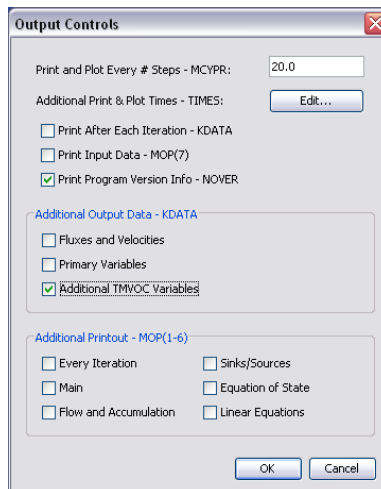 Output Controls
Print and Plot Every # Steps - MCYPR: 20.0
Additional Print & Plot Times - TIMES: Edit...
Print After Each Iteration - KDATA
Print Input Data - MOP(7)
Print Program Version Info - NOVER
Additional Output Data - KDATA
Fluxes and Velocities
Primary Variables
Additional TMVOC Variables
Additional Printout - MOP(1-6)
Every Iteration Sinks/Sources
Main Equation of State
Flow and Accumulation Linear Equations
OK Cancel